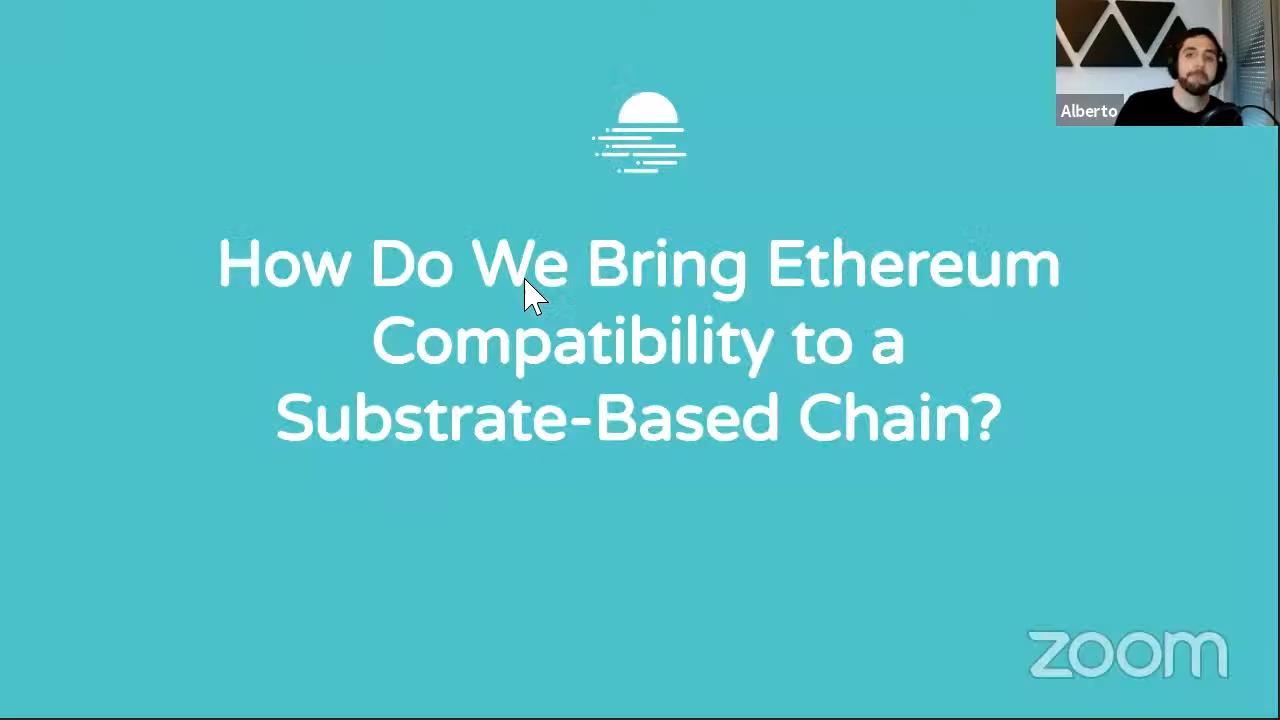 Alberto
How Do We Bring Ethereum
Compatibility to a
Substrate-Based Chain?
zoom